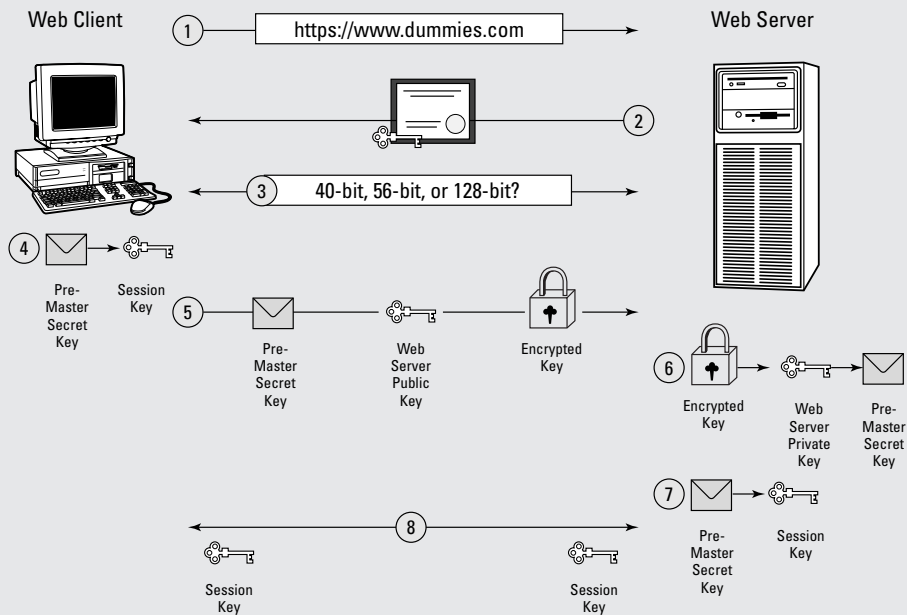 Web Client
Web Server
1
https://www.dummies.com
2
3
40-bit, 56-bit, or 128-bit?
4
Pre-
Master
Secret
Key
Session
Key
5
Pre-
Master
Secret
Key
Web
Server
Public
Key
Encrypted
Key
6
Encrypted
Key
Web
Server
Private
Key
Pre-
Master
Secret
Key
7
Pre-
Master
Secret
Key
Session
Key
8
Session
Key
Session
Key